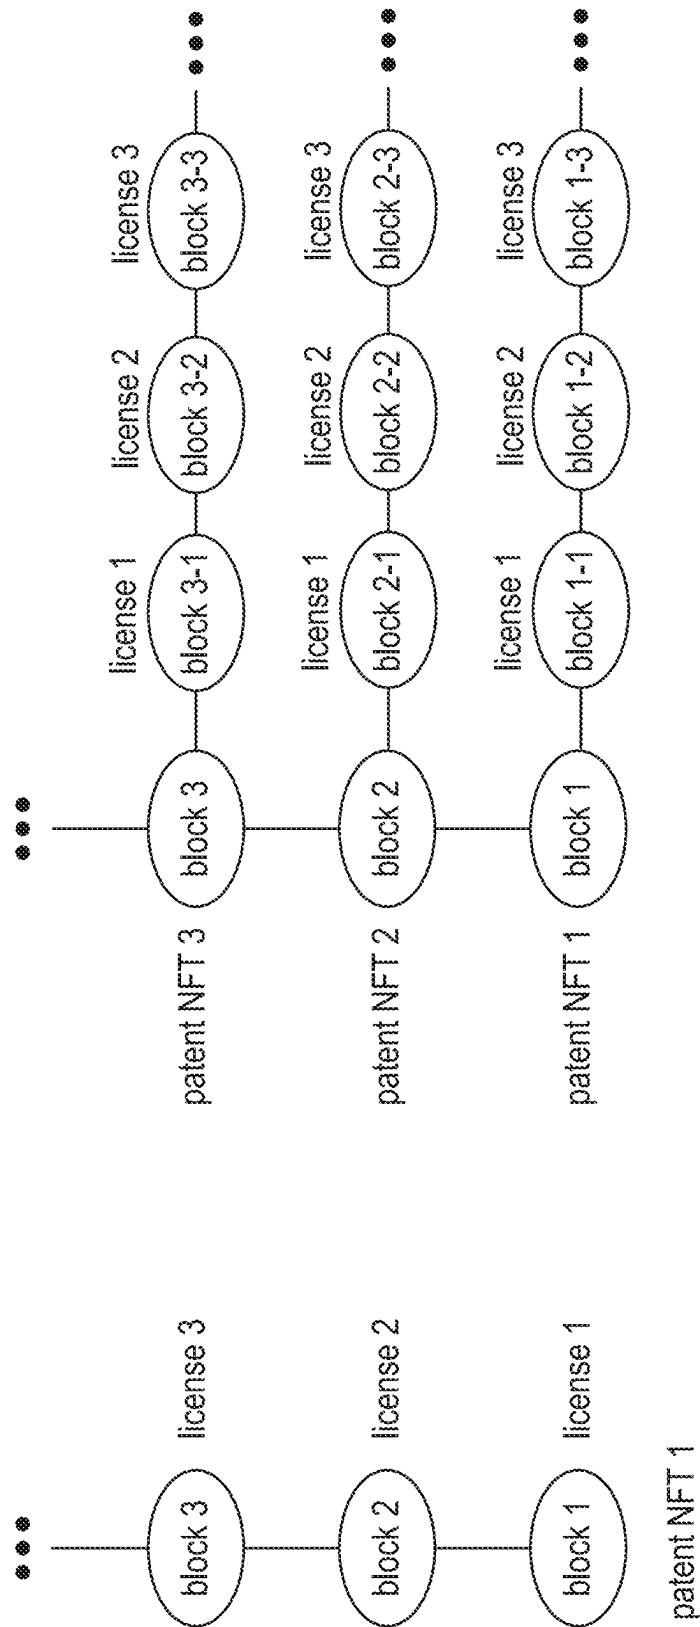 block 3
license 3
block 2
license 2
block 1
license 1
patent NFT 1
license 1
license 2
license 3
patent NFT 3
block 3
block 3-1
block 3-2
block 3-3
license 1
license 2
license 3
patent NFT 2
block 2
block 2-1
block 2-2
block 2-3
license 1
license 2
license 3
patent NFT 1
block 1
block 1-1
block 1-2
block 1-3